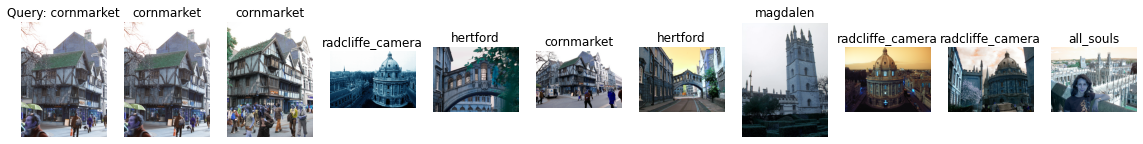 Query: cornmarket
cornmarket
cornmarket
radcliffe_camera
hertford
cornmarket
hertford
magdalen
radcliffe_camera
radcliffe_camera
all_souls